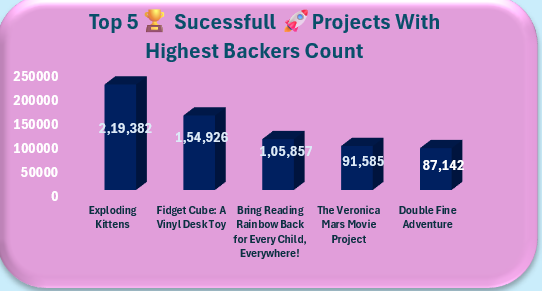 Top 5 🏆 Sucessfull 🚀Projects With
Highest Backers Count
250000
200000
150000
100000
50000
0
2,19,382
1,54,926
1,05,857
91,585
87,142
Exploding
Kittens
Fidget Cube: A
Vinyl Desk Toy
Bring Reading
Rainbow Back
for Every Child,
Everywhere!
The Veronica
Mars Movie
Project
Double Fine
Adventure